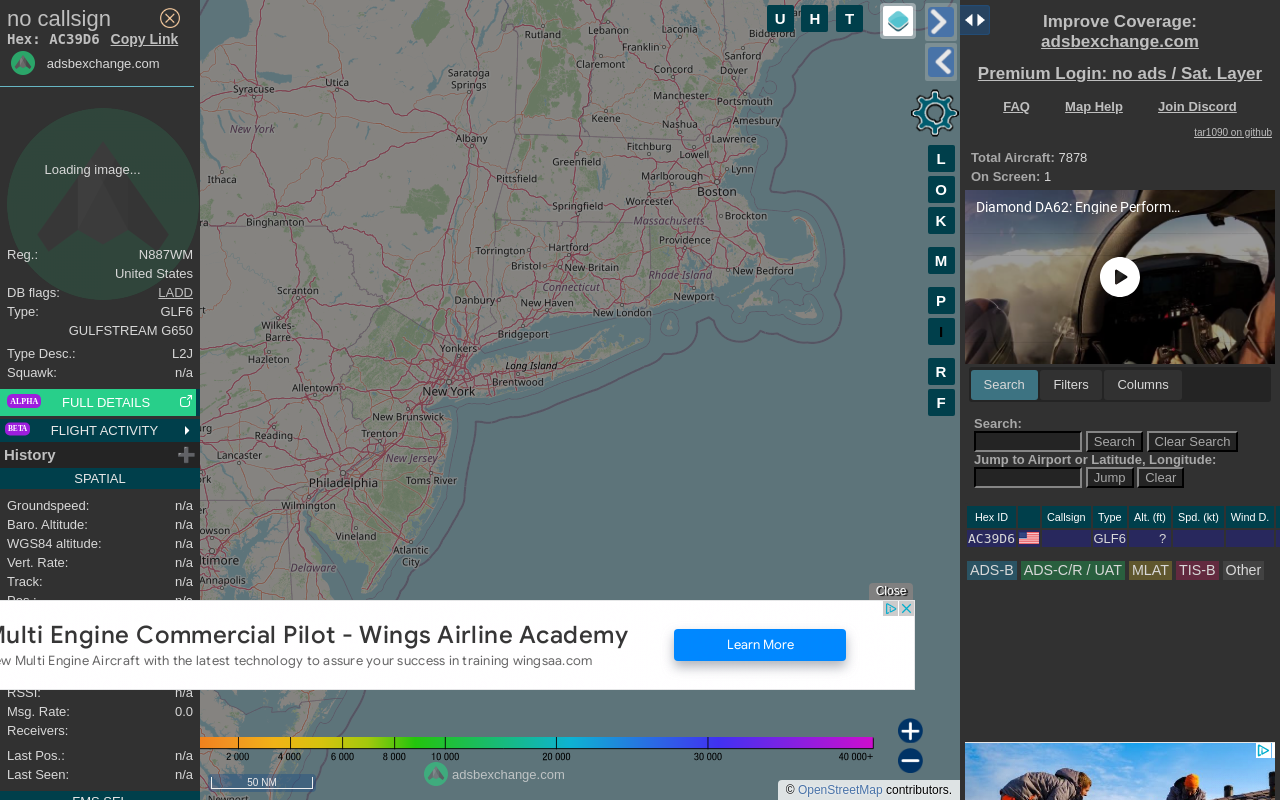 no callsign
Hex: AC39D6 Copy Link
adsbexchange.com
Loading image...
Reg.: N887WM
United States
DB flags: LADD
Type: GLF6
GULFSTREAM G650
Type Desc.: L2J
Squawk: n/a
ALPHA FULL DETAILS
BETA FLIGHT ACTIVITY
History
SPATIAL
Groundspeed: n/a
Baro. Altitude: n/a
WGS84 altitude: n/a
Vert. Rate: n/a
Track: n/a
Pos.: n/a
RSSI: n/a
Msg. Rate: 0.0
Receivers:
Last Pos.: n/a
Last Seen: n/a
FMS SEL
Rutland
Lebanon
Laconia
Biddeford
Franklin
Claremont
Sanford
Concord
Dover
Saratoga Springs
Utica
Syracuse
Manchester
Portsmouth
Keene
Nashua
Amesbury
New York
Albany
Lawrence
Fitchburg
Lowell
Greenfield
Lynn
Ithaca
Pittsfield
Marlborough
Boston
Worcester
Springfield
Massachusetts
Brockton
Binghamton
Providence
Hartford
Torrington
Bristol
New Britain
Rhode Island
New Bedford
Connecticut
Newport
Scranton
Danbury
New Haven
New London
Wilkes-Barre
Bridgeport
Yonkers
Hazleton
Long Island
Brentwood
Allentown
New York
New Brunswick
Reading
Trenton
Lancaster
New Jersey
Philadelphia
Toms River
Wilmington
Vineland
Atlantic City
Annapolis
Delaware
U H T
L
O
K
M
P
I
R
F
Close
Multi Engine Commercial Pilot - Wings Airline Academy
Multi Engine Aircraft with the latest technology to assure your success in training wingsaa.com
Learn More
2 000 4 000 6 000 8 000 10 000 20 000 30 000 40 000+
adsbexchange.com
50 NM
© OpenStreetMap contributors.
Improve Coverage:
adsbexchange.com
Premium Login: no ads / Sat. Layer
FAQ Map Help Join Discord
tar1090 on github
Total Aircraft: 7878
On Screen: 1
Diamond DA62: Engine Perform...
Search Filters Columns
Search:
Search Clear Search
Jump to Airport or Latitude, Longitude:
Jump Clear
Hex ID Callsign Type Alt. (ft) Spd. (kt) Wind D.
AC39D6 GLF6 ?
ADS-B ADS-C/R / UAT MLAT TIS-B Other